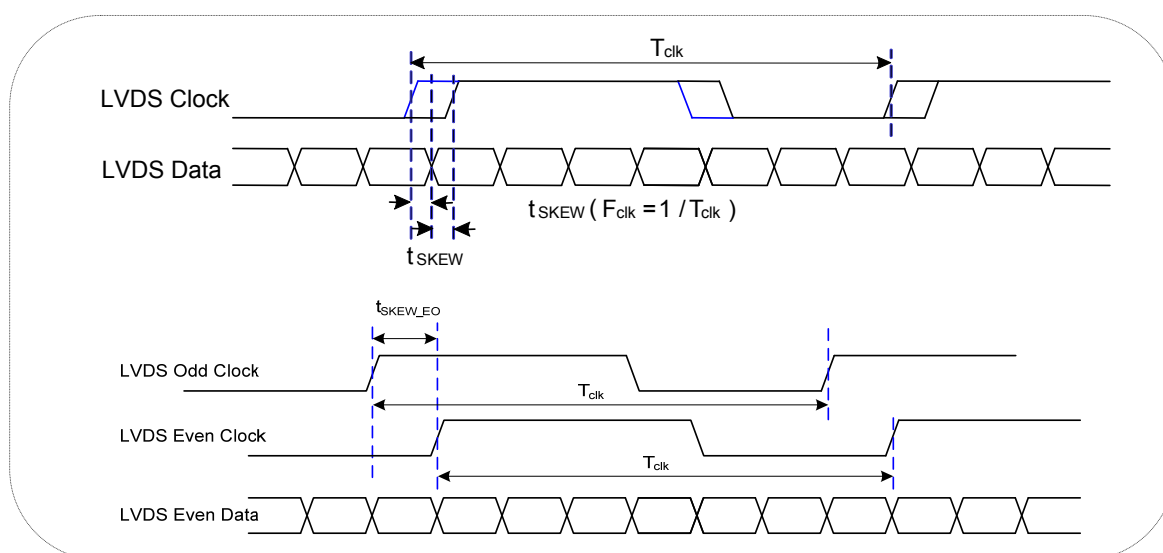 Tclk
LVDS Clock
LVDS Data
tSKEW ( Fclk = 1 / Tclk )
tSKEW
tSKEW_EO
LVDS Odd Clock
Tclk
LVDS Even Clock
Tclk
LVDS Even Data